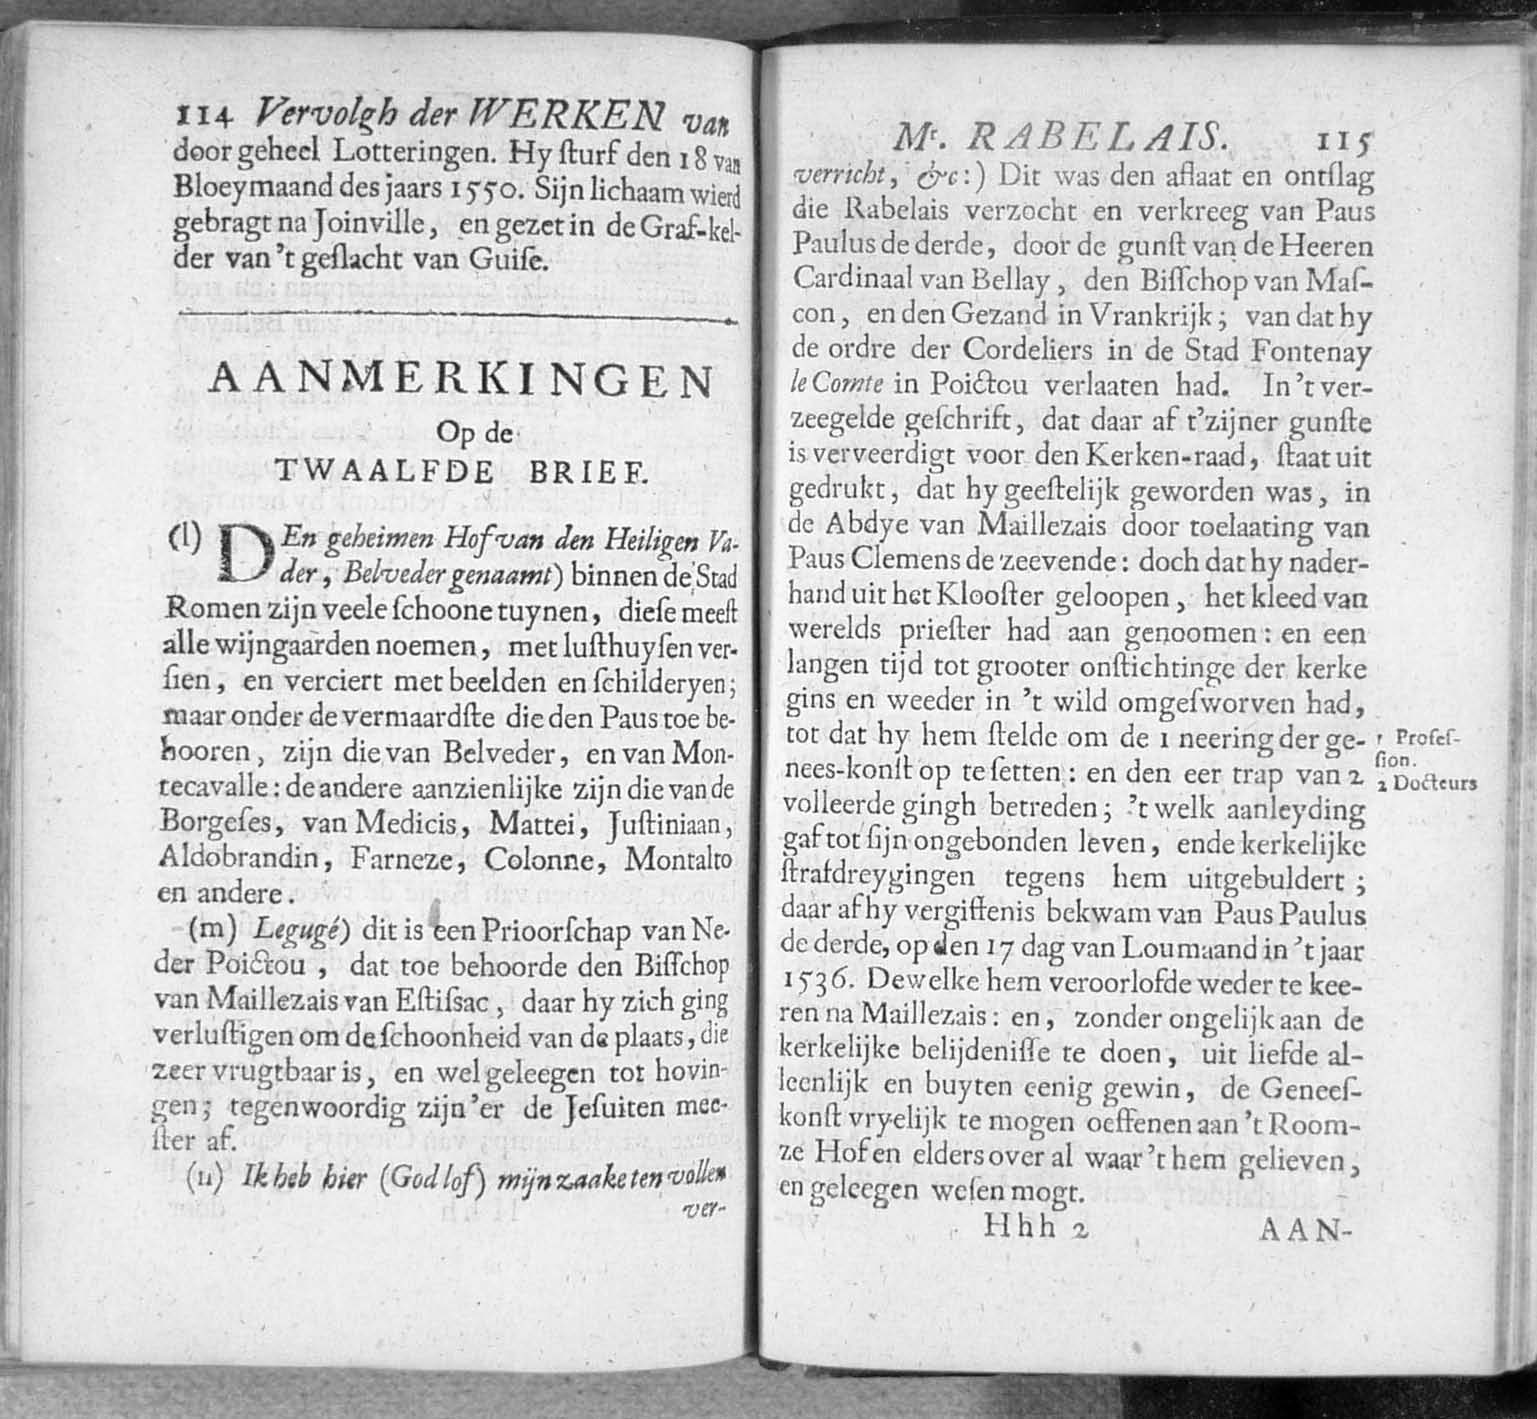 114 Vervolgh der WERKEN van
door geheel Lotteringen. Hy ſturf den 18 van
Bloeymaand des jaars 1550. Sijn lichaam wierd
gebragt na Joinville, en gezet in de Graf-kel-
der van 't geſlacht van Guiſe.
AANMERKINGEN
Op de
TWAALFDE BRIEF.
(l) DEn geheimen Hof van den Heiligen Va-
der, Belveder genaamt) binnen de Stad
Romen zijn veele ſchoone tuynen, dieſe meeſt
alle wijngaarden noemen, met luſthuyſen ver-
ſien, en verciert met beelden en ſchilderyen;
maar onder de vermaardſte die den Paus toe be-
hooren, zijn die van Belveder, en van Mon-
tecavalle: de andere aanzienlijke zijn die van de
Borgeſes, van Medicis, Mattei, Juſtiniaan,
Aldobrandin, Farneze, Colonne, Montalto
en andere.
(m) Legugé) dit is een Prioorſchap van Ne-
der Poictou, dat toe behoorde den Biſſchop
van Maillezais van Eſtiſsac, daar hy zich ging
verluſtigen om de ſchoonheid van de plaats, die
zeer vrugtbaar is, en wel geleegen tot hovin-
gen; tegenwoordig zijn'er de Jeſuiten mee-
ſter af.
(n) Ik heb hier (God lof) mijn zaake ten vollen
ver-
Mr. RABELAIS. 115
verricht, &c:) Dit was den aflaat en ontſlag
die Rabelais verzocht en verkreeg van Paus
Paulus de derde, door de gunſt van de Heeren
Cardinaal van Bellay, den Biſſchop van Maſ-
con, en den Gezand in Vrankrijk; van dat hy
de ordre der Cordeliers in de Stad Fontenay
le Comte in Poictou verlaaten had. In 't ver-
zeegelde geſchrift, dat daar af t'zijner gunſte
is verveerdigt voor den Kerken-raad, ſtaat uit
gedrukt, dat hy geeſtelijk geworden was, in
de Abdye van Maillezais door toelaating van
Paus Clemens de zeevende: doch dat hy nader-
hand uit het Klooſter geloopen, het kleed van
werelds prieſter had aan genoomen: en een
langen tijd tot grooter onſtichtinge der kerke
gins en weeder in 't wild omgeſworven had,
tot dat hy hem ſtelde om de 1 neering der ge-
nees-konſt op te ſetten: en den eer trap van 2
volleerde gingh betreden; 't welk aanleyding
gaf tot ſijn ongebonden leven, ende kerkelijke
ſtrafdreygingen tegens hem uitgebuldert;
daar af hy vergiffenis bekwam van Paus Paulus
de derde, op den 17 dag van Loumaand in 't jaar
1536. Dewelke hem veroorlofde weder te kee-
ren na Maillezais: en, zonder ongelijk aan de
kerkelijke belijdeniſſe te doen, uit liefde al-
leenlijk en buyten eenig gewin, de Geneeſ-
konſt vryelijk te mogen oeffenen aan 't Room-
ze Hof en elders over al waar 't hem gelieven,
en geleegen weſen mogt.
Hhh 2 AAN-
1 Profeſ-
ſion.
2 Docteurs